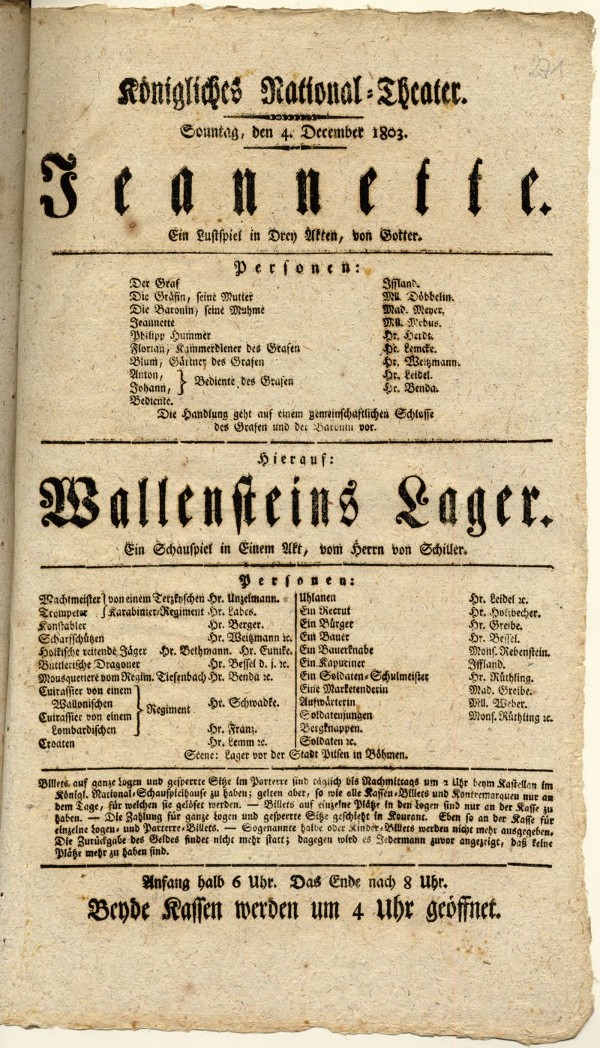 271
Königliches National-Theater.
Sonntag, den 4. December 1803.
Jeannette.
Ein Lustspiel in Drey Akten, von Gotter.
Personen:
Der Graf Iffland.
Die Gräfin, seine Mutter Mll. Döbbelin.
Die Baronin, seine Muhme Mad. Meyer.
Jeannette Mll. Mebus.
Philipp Hummer Hr. Herdt.
Florian, Kammerdiener des Grafen Hr. Lemcke.
Blum, Gärtner des Grafen Hr. Weitzmann.
Anton, } Bediente des Grafen Hr. Leidel.
Johann, Hr. Benda.
Bediente.
Die Handlung geht auf einem gemeinschaftlichen Schlosse
des Grafen und der Baronin vor.
Hierauf:
Wallensteins Lager.
Ein Schauspiel in Einem Akt, vom Herrn von Schiller.
Personen:
Wachtmeister } von einem Terzkyschen Hr. Unzelmann.
Trompeter } Karabinier-Regiment Hr. Labes.
Konstabler Hr. Berger.
Scharfschützen Hr. Weitzmann ꝛc.
Holkische reitende Jäger Hr. Bethmann. Hr. Eunike.
Buttlerische Dragoner Hr. Bessel d. j. ꝛc.
Mousquetiere vom Regim. Tiefenbach Hr. Benda ꝛc.
Cuirassier von einem
Wallonischen } Regiment Hr. Schwadke.
Cuirassier von einem
Lombardischen Hr. Franz.
Croaten Hr. Lemm ꝛc.
Uhlanen Hr. Leidel ꝛc.
Ein Recrut Hr. Holzbecher.
Ein Bürger Hr. Greibe.
Ein Bauer Hr. Bessel.
Ein Bauerknabe Mons. Rebenstein.
Ein Kapuciner Iffland.
Ein Soldaten-Schulmeister Hr. Rüthling.
Eine Marketenderin Mad. Greibe.
Aufwärterin Mll. Weber.
Soldatenjungen Mons. Rüthling ꝛc.
Bergknappen.
Soldaten ꝛc.
Scene: Lager vor der Stadt Pilsen in Böhmen.
Billets auf ganze Logen und gesperrte Sitze im Parterre sind täglich bis Nachmittags um 2 Uhr beym Kastellan im
Königl. National-Schauspielhause zu haben; gelten aber, so wie alle Kassen-Billets und Kontremarquen nur an
dem Tage, für welchen sie gelöset werden. — Billets auf einzelne Plätze in den Logen sind nur an der Kasse zu
haben. — Die Zahlung für ganze Logen und gesperrte Sitze geschieht in Kourant. Eben so an der Kasse für
einzelne Logen- und Parterre-Billets. — Sogenannte halbe oder Kinder-Billets werden nicht mehr ausgegeben.
Die Zurückgabe des Geldes findet nicht mehr statt; dagegen wird es Jedermann zuvor angezeigt, daß keine
Plätze mehr zu haben sind.
Anfang halb 6 Uhr. Das Ende nach 8 Uhr.
Beyde Kassen werden um 4 Uhr geöffnet.